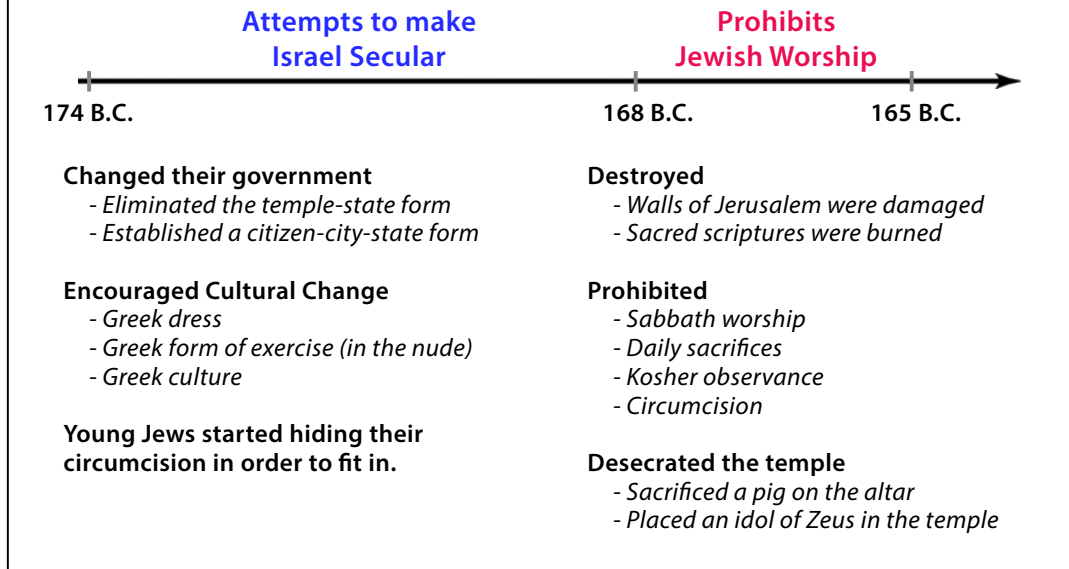 Attempts to make
Israel Secular
Prohibits
Jewish Worship
174 B.C.
168 B.C.
165 B.C.
Changed their government
- Eliminated the temple-state form
- Established a citizen-city-state form
Encouraged Cultural Change
- Greek dress
- Greek form of exercise (in the nude)
- Greek culture
Young Jews started hiding their
circumcision in order to fit in.
Destroyed
- Walls of Jerusalem were damaged
- Sacred scriptures were burned
Prohibited
- Sabbath worship
- Daily sacrifices
- Kosher observance
- Circumcision
Desecrated the temple
- Sacrificed a pig on the altar
- Placed an idol of Zeus in the temple